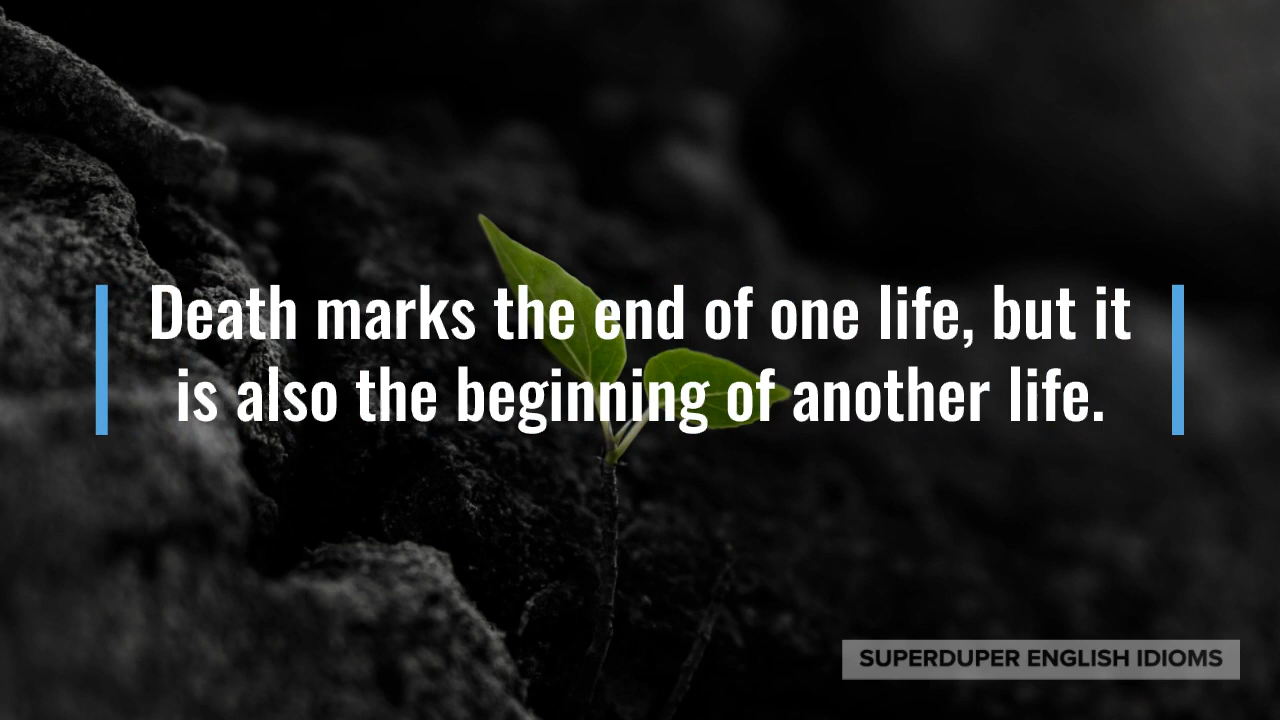 Death marks the end of one life, but it
is also the beginning of another life.
SUPERDUPER ENGLISH IDIOMS